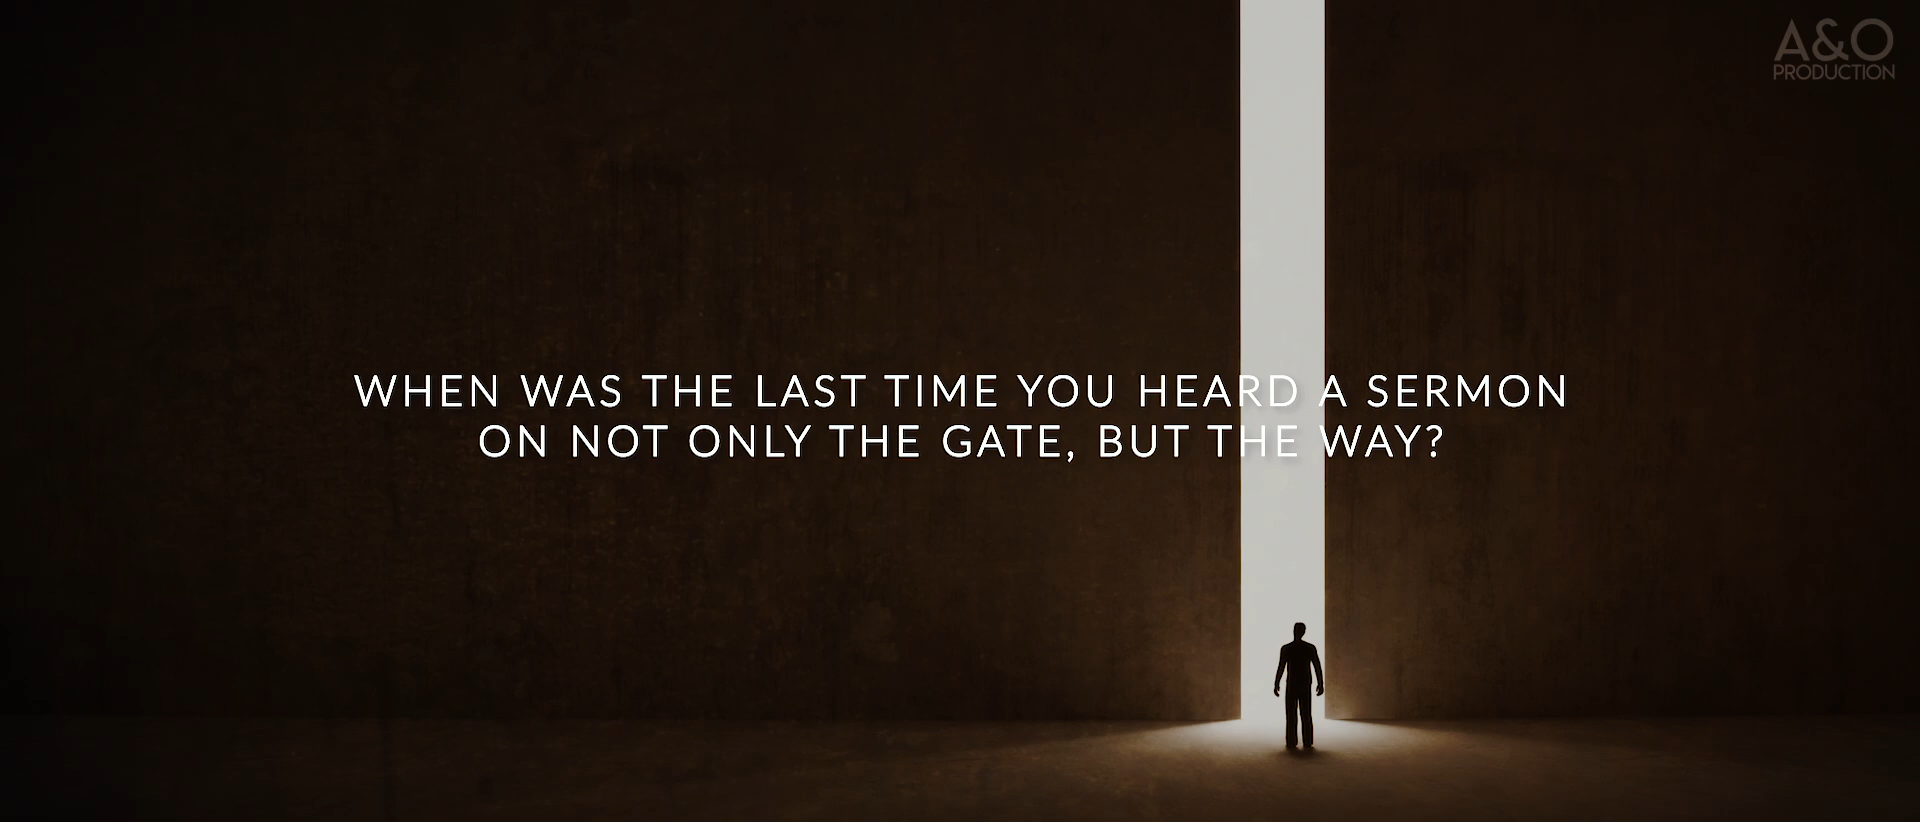 A&O
PRODUCTION
WHEN WAS THE LAST TIME YOU HEARD A SERMON
ON NOT ONLY THE GATE, BUT THE WAY?